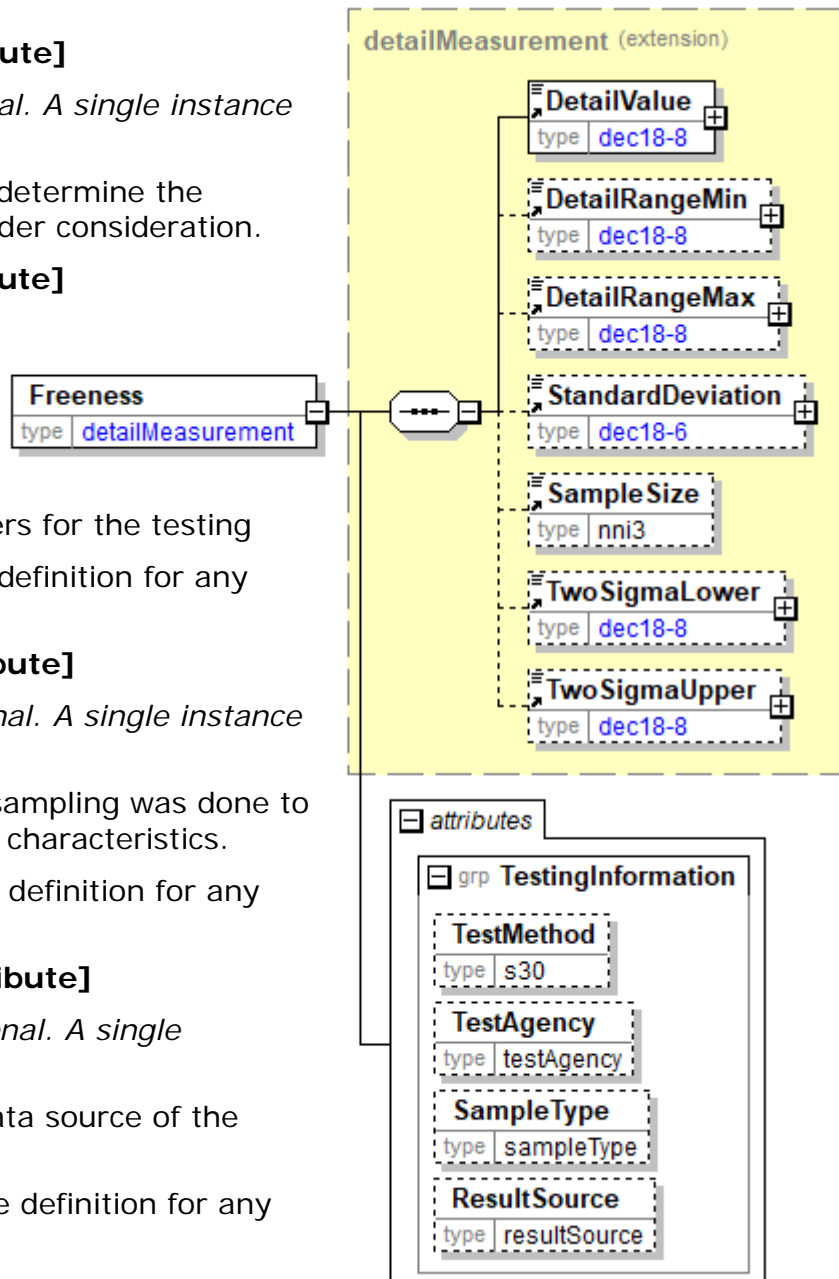 ute]
al. A single instance
determine the
der consideration.
ute]
ers for the testing
definition for any
bute]
nal. A single instance
sampling was done to
characteristics.
definition for any
ibute]
onal. A single
ata source of the
e definition for any
Freeness
type detailMeasurement
detailMeasurement (extension)
DetailValue
type dec18-8
DetailRangeMin
type dec18-8
DetailRangeMax
type dec18-8
StandardDeviation
type dec18-6
SampleSize
type nni3
TwoSigmaLower
type dec18-8
TwoSigmaUpper
type dec18-8
attributes
grp TestingInformation
TestMethod
type s30
TestAgency
type testAgency
SampleType
type sampleType
ResultSource
type resultSource